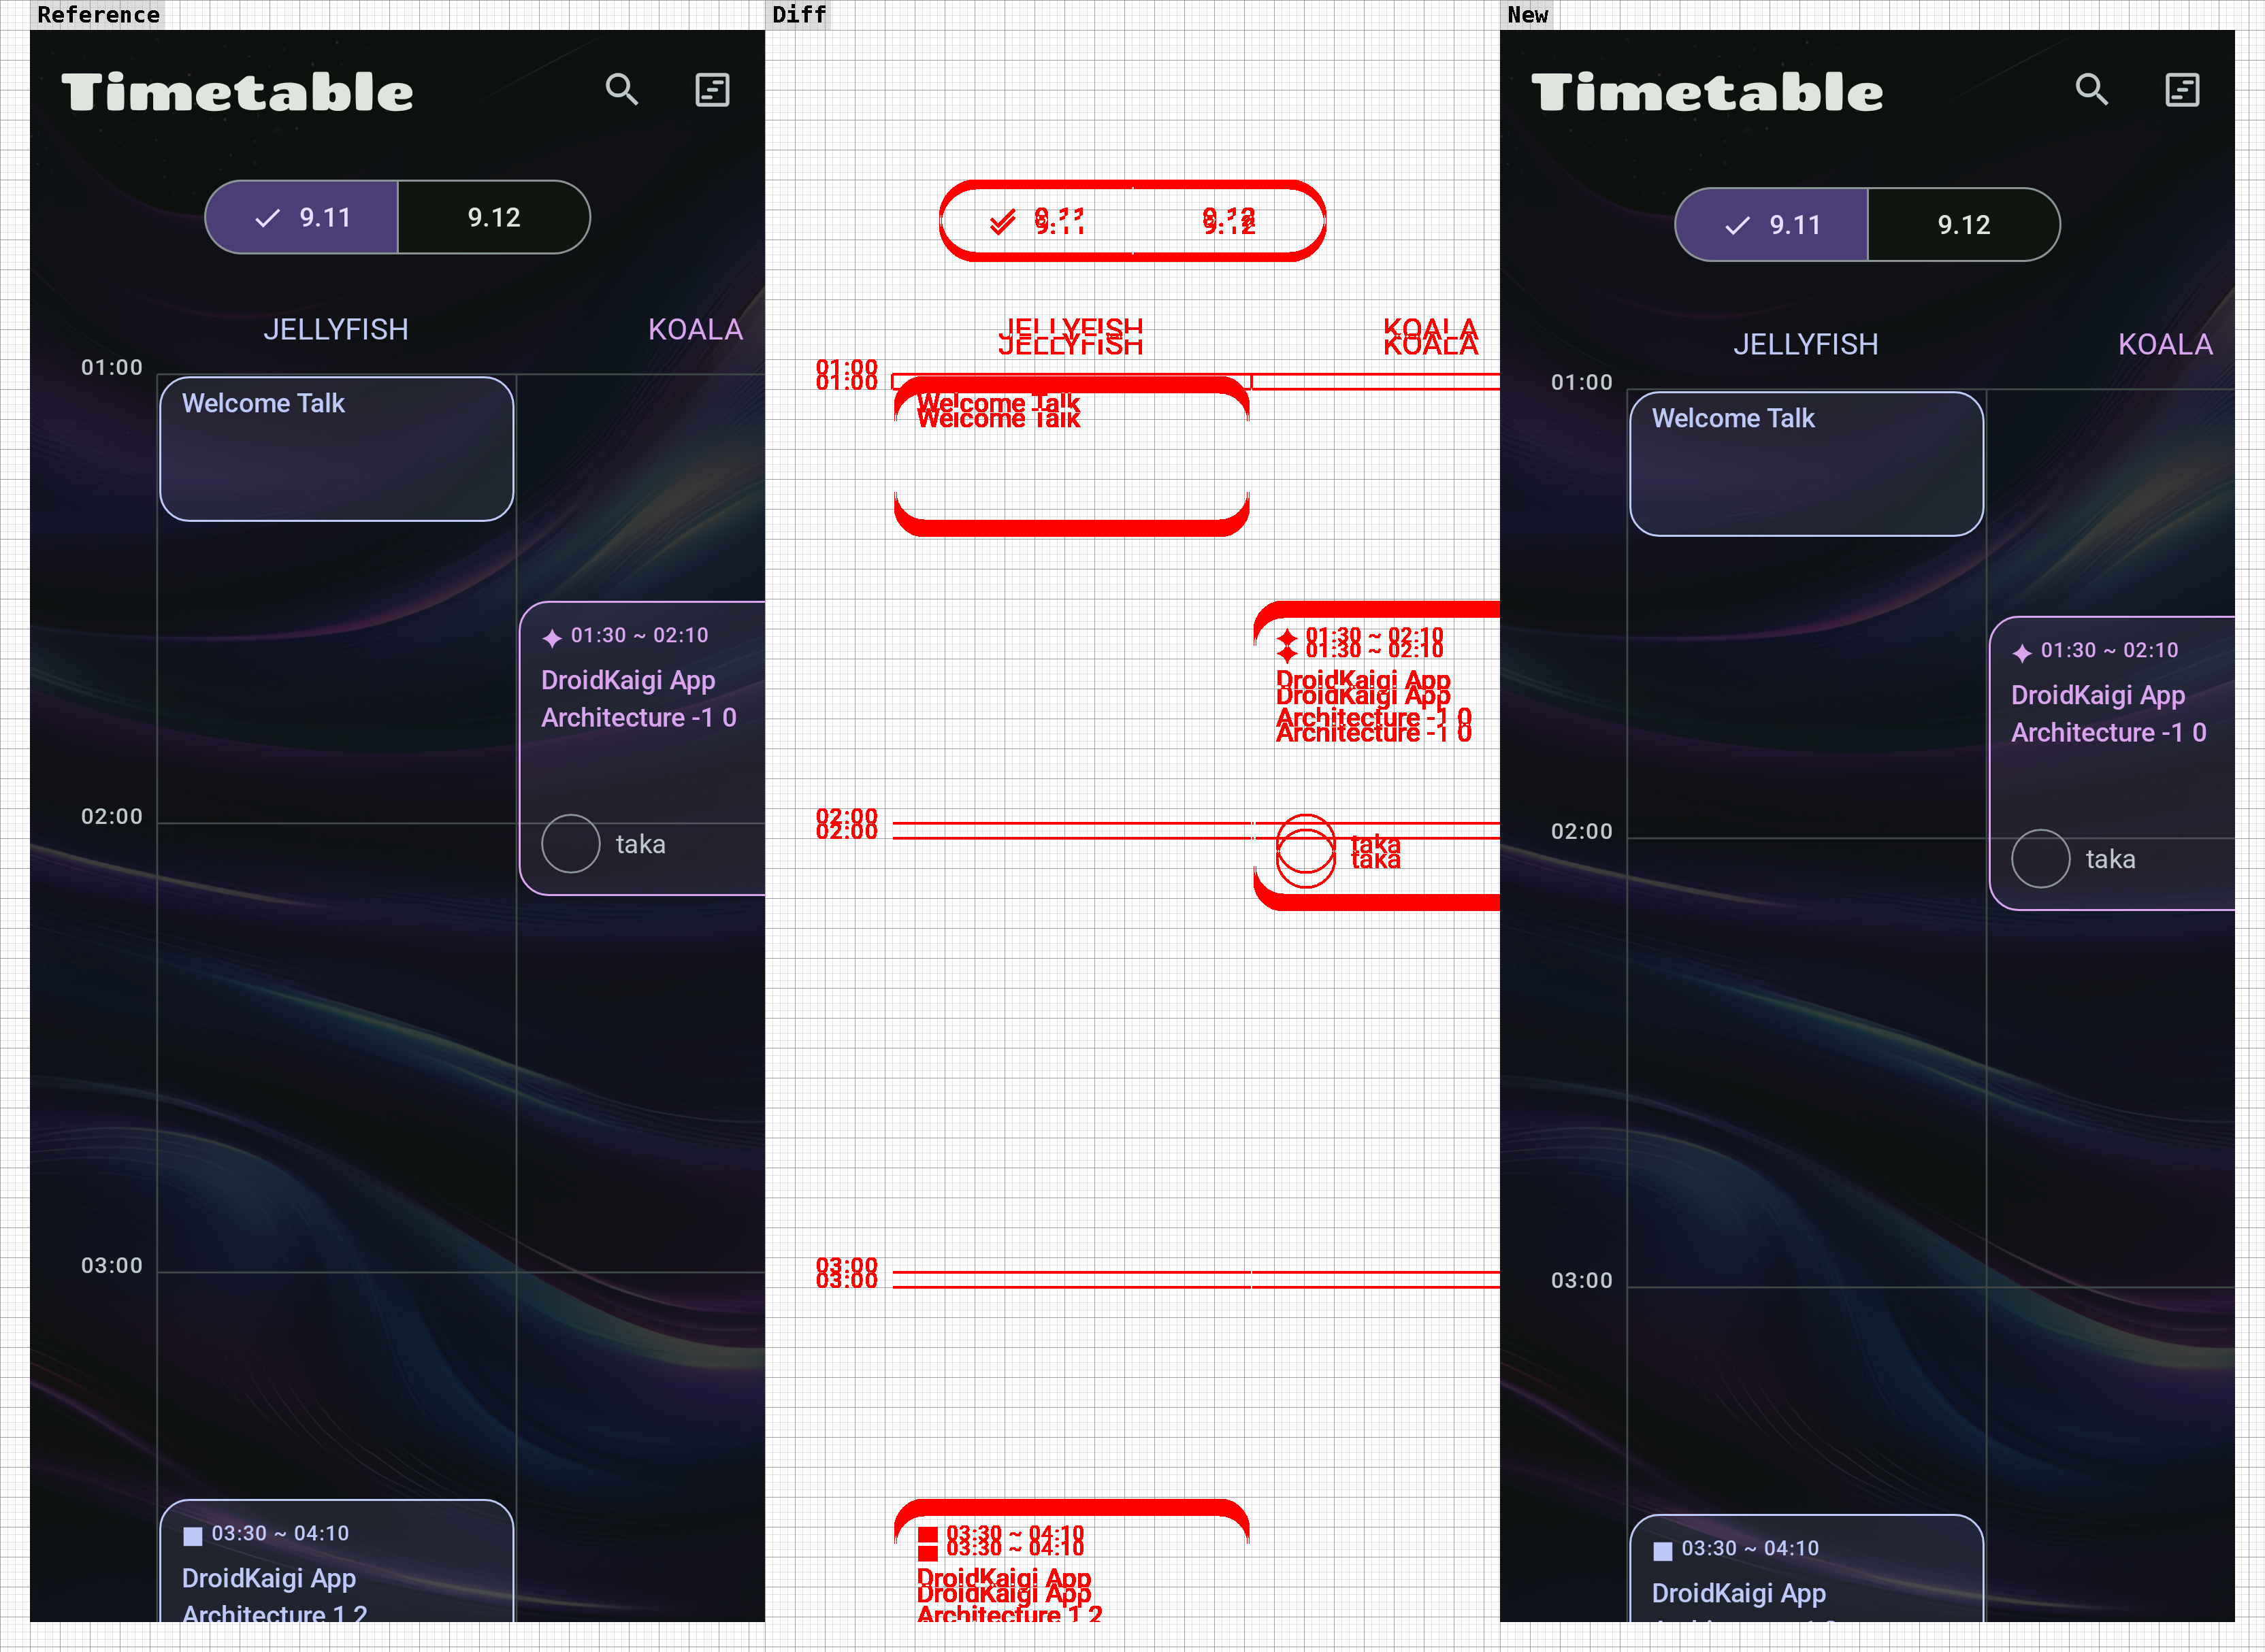 Reference
Timetable
9.11 9.12
JELLYFISH KOALA
01:00
Welcome Talk
01:30 ~ 02:10
DroidKaigi App
Architecture -1 0
02:00
taka
03:00
03:30 ~ 04:10
DroidKaigi App
Architecture 1 2
Diff
9.11 9.12
9.11 9.12
JELLYFISH KOALA
JELLYFISH KOALA
01:00
01:00
Welcome Talk
Welcome Talk
01:30 ~ 02:10
01:30 ~ 02:10
DroidKaigi App
DroidKaigi App
Architecture -1 0
Architecture -1 0
02:00
02:00
taka
taka
03:00
03:00
03:30 ~ 04:10
03:30 ~ 04:10
DroidKaigi App
DroidKaigi App
Architecture 1 2
New
Timetable
9.11 9.12
JELLYFISH KOALA
01:00
Welcome Talk
01:30 ~ 02:10
DroidKaigi App
Architecture -1 0
02:00
taka
03:00
03:30 ~ 04:10
DroidKaigi App